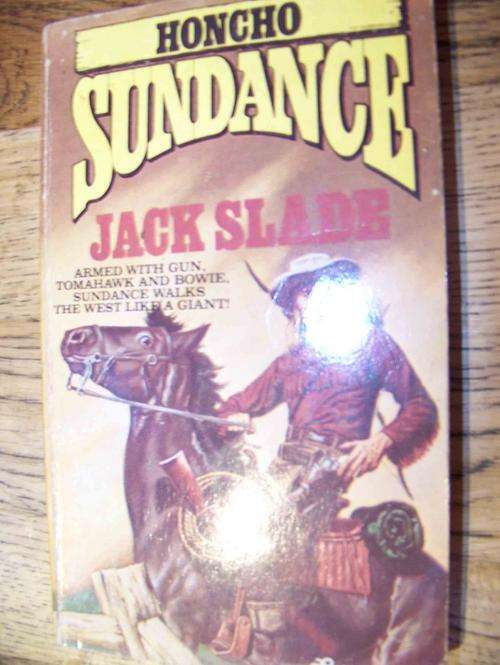 HONCHO
SUNDANCE
JACK SLADE
ARMED WITH GUN,
TOMAHAWK AND BOWIE,
SUNDANCE WALKS
THE WEST LIKE A GIANT!